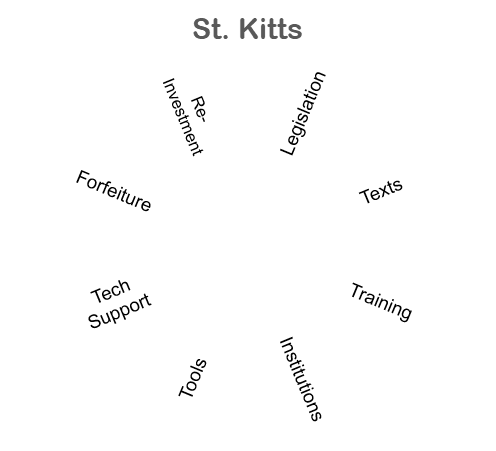 St. Kitts
Legislation
Texts
Training
Institutions
Tools
Tech
Support
Forfeiture
Re-
Investment